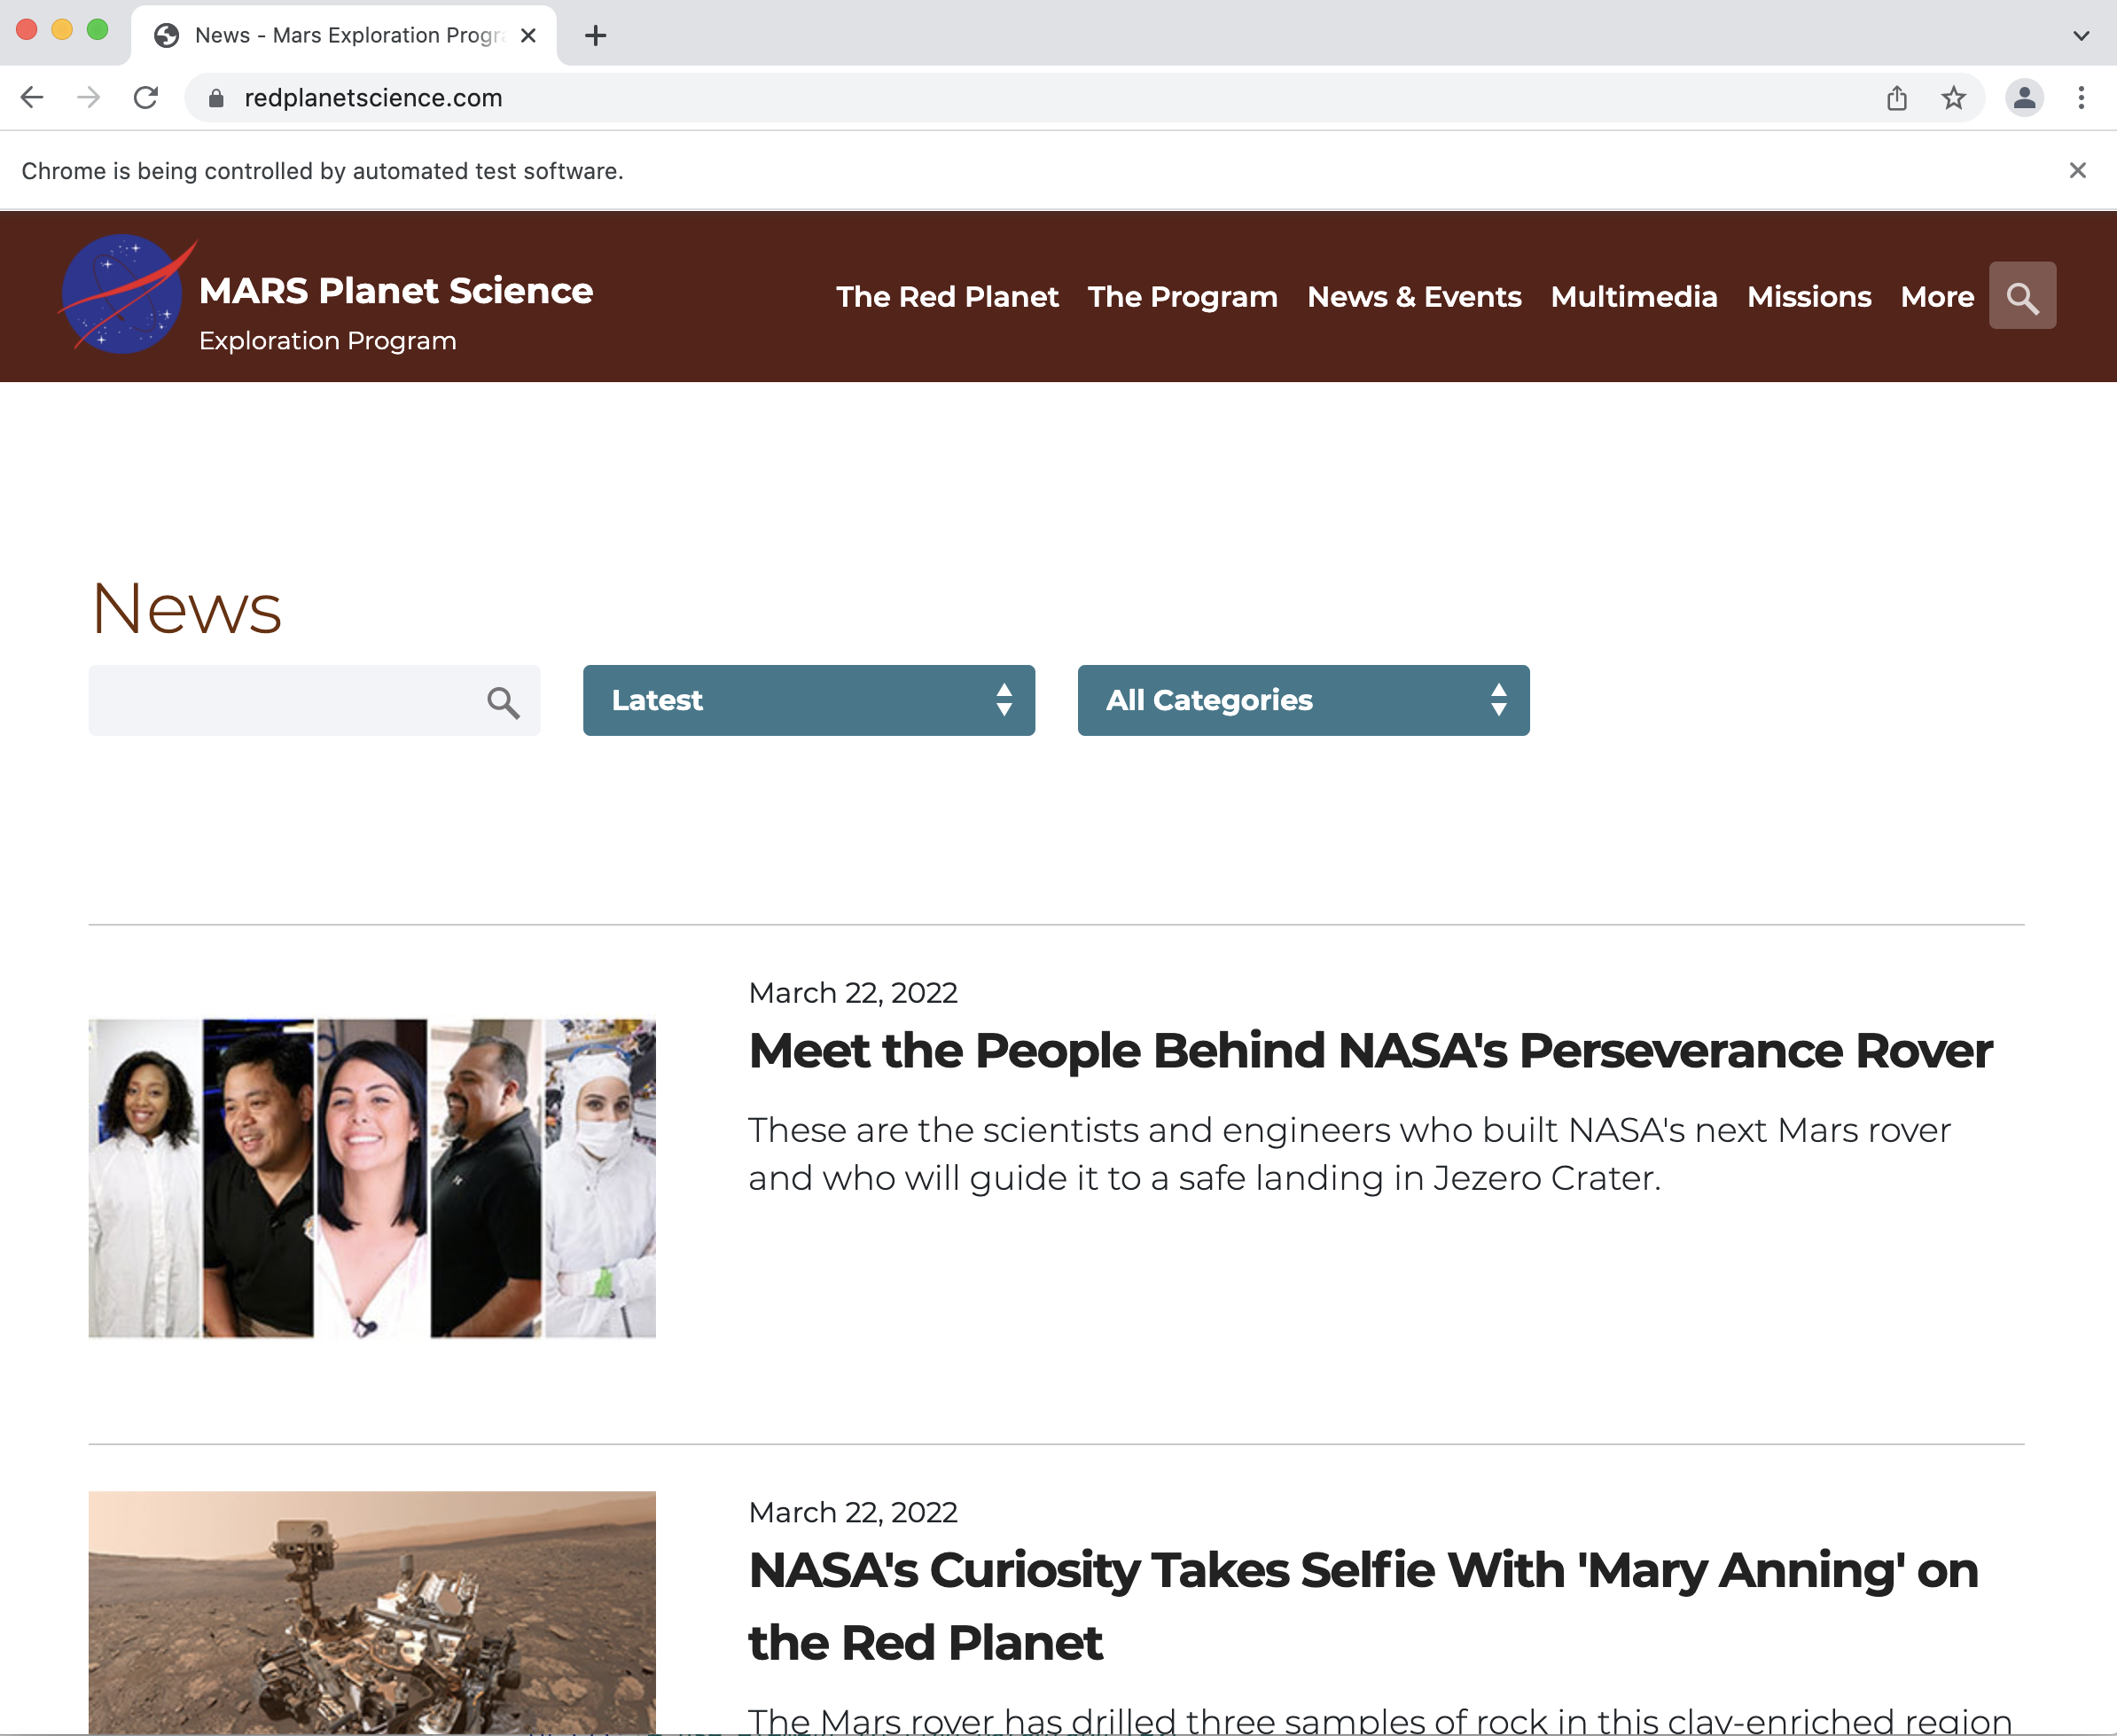 News - Mars Exploration Progr
redplanetscience.com
Chrome is being controlled by automated test software.
MARS Planet Science
Exploration Program
The Red Planet The Program News & Events Multimedia Missions More
News
Latest
All Categories
March 22, 2022
Meet the People Behind NASA's Perseverance Rover
These are the scientists and engineers who built NASA's next Mars rover
and who will guide it to a safe landing in Jezero Crater.
March 22, 2022
NASA's Curiosity Takes Selfie With 'Mary Anning' on
the Red Planet
The Mars rover has drilled three samples of rock in this clay-enriched region